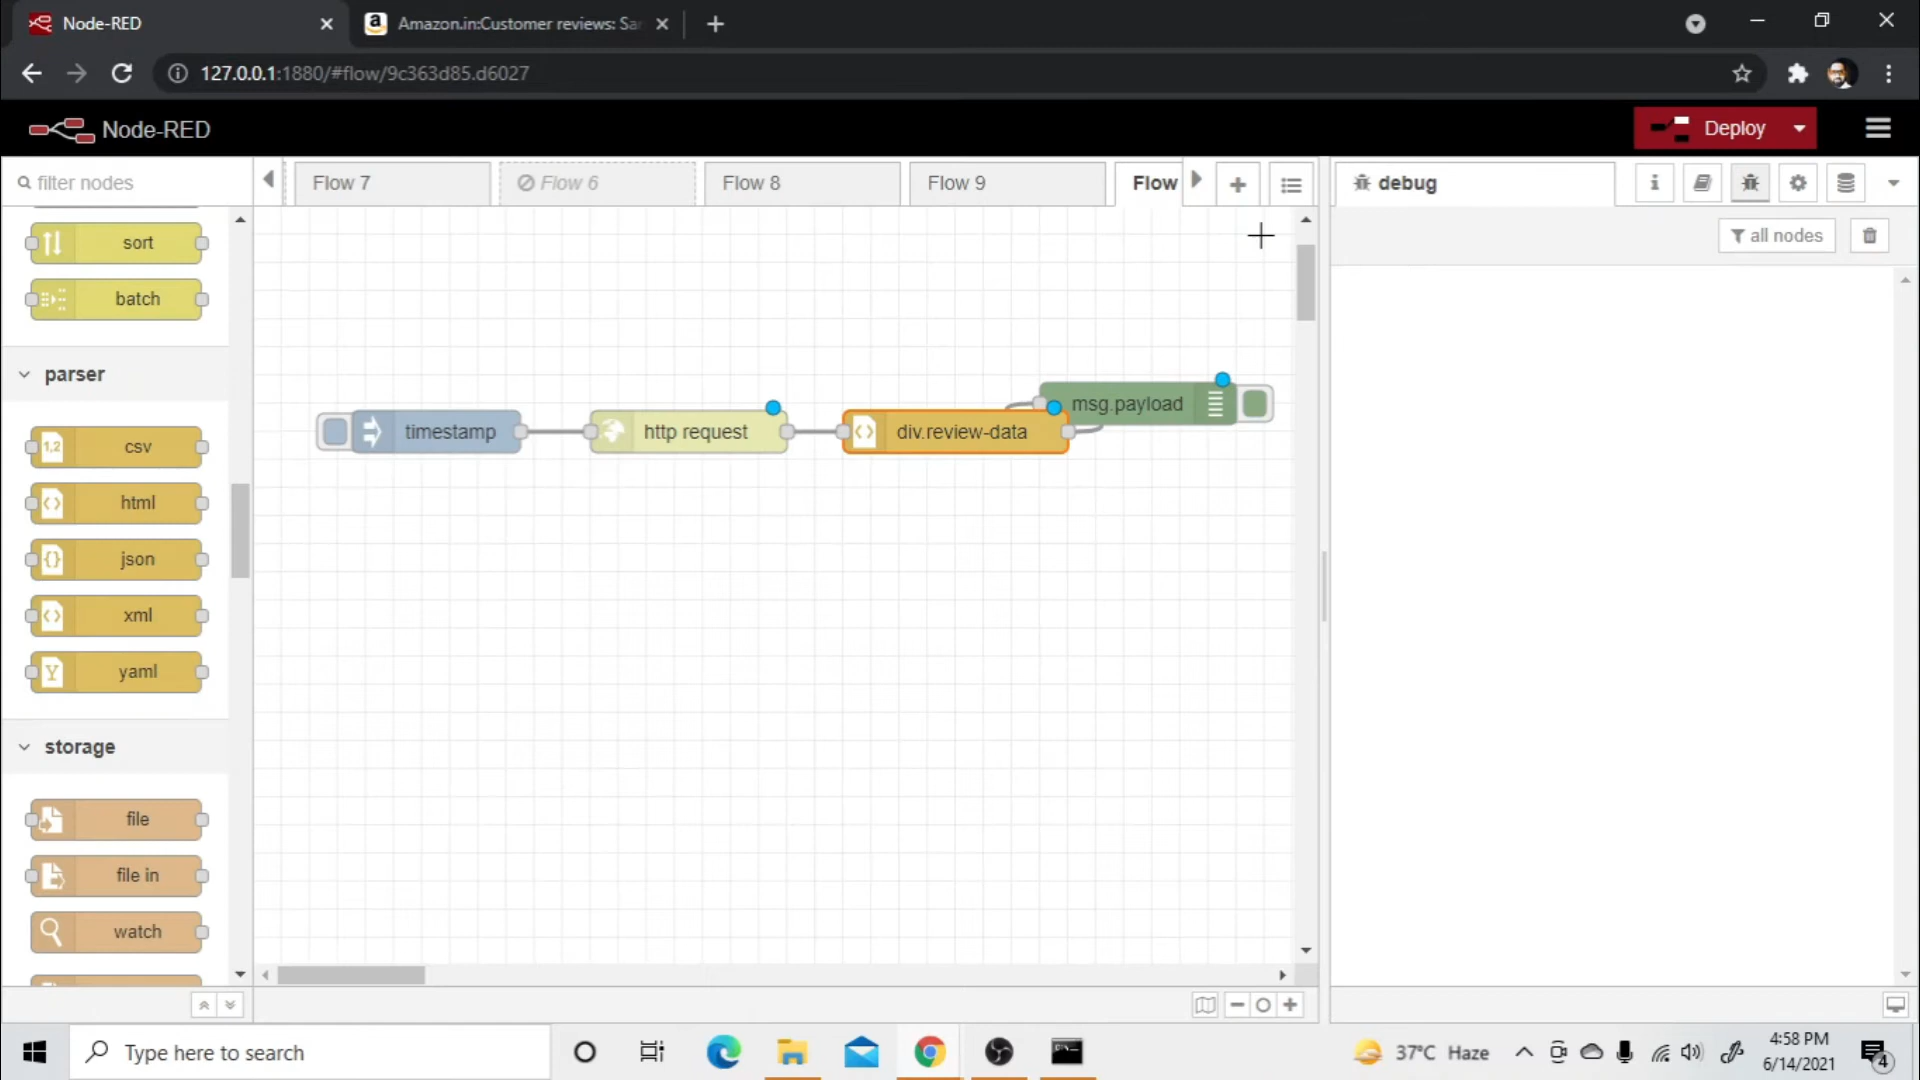 Node-RED
Amazon.in:Customer reviews: Sa
127.0.0.1:1880/#flow/9c363d85.d6027
Node-RED
Deploy
filter nodes
Flow 7
Flow 6
Flow 8
Flow 9
Flow
debug
i
all nodes
sort
batch
parser
1,2
csv
html
json
xml
Y
yaml
storage
file
file in
watch
timestamp
http request
div.review-data
msg.payload
Type here to search
37°C Haze
4:58 PM
6/14/2021
4